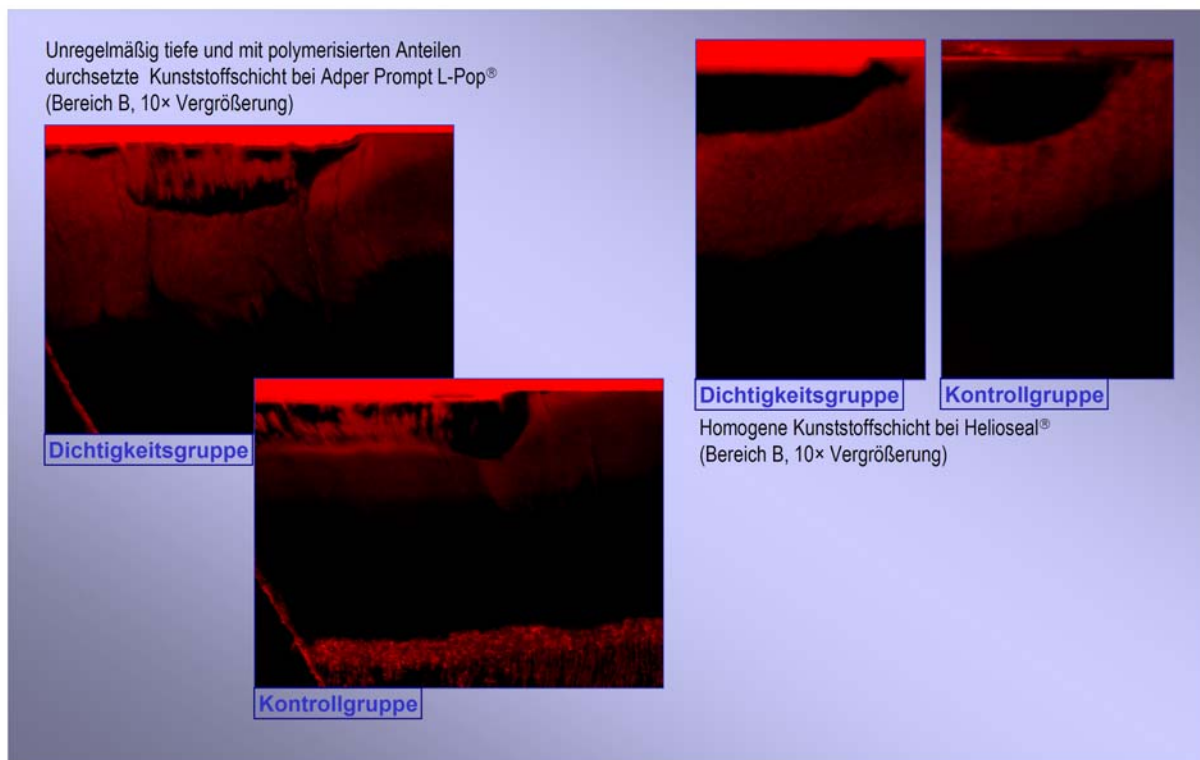 Unregelmäßig tiefe und mit polymerisierten Anteilen
durchsetzte Kunststoffschicht bei Adper Prompt L-Pop®
(Bereich B, 10× Vergrößerung)
Dichtigkeitsgruppe
Kontrollgruppe
Dichtigkeitsgruppe
Kontrollgruppe
Homogene Kunststoffschicht bei Helioseal®
(Bereich B, 10× Vergrößerung)